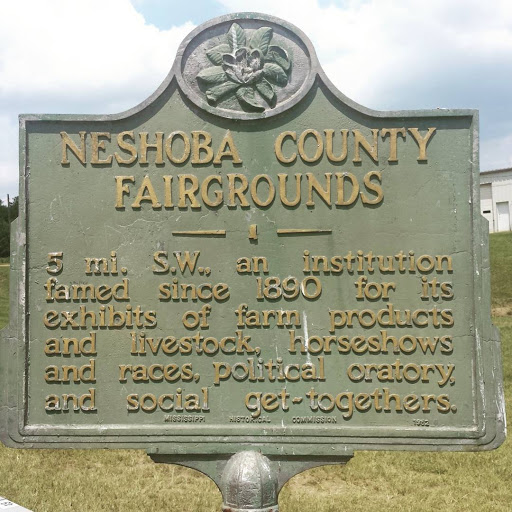 NESHOBA COUNTY
FAIRGROUNDS
5 mi. S.W., an institution
famed since 1890 for its
exhibits of farm products
and livestock, horseshows
and races, political oratory,
and social get-togethers.
MISSISSIPPI HISTORICAL COMMISSION 1952